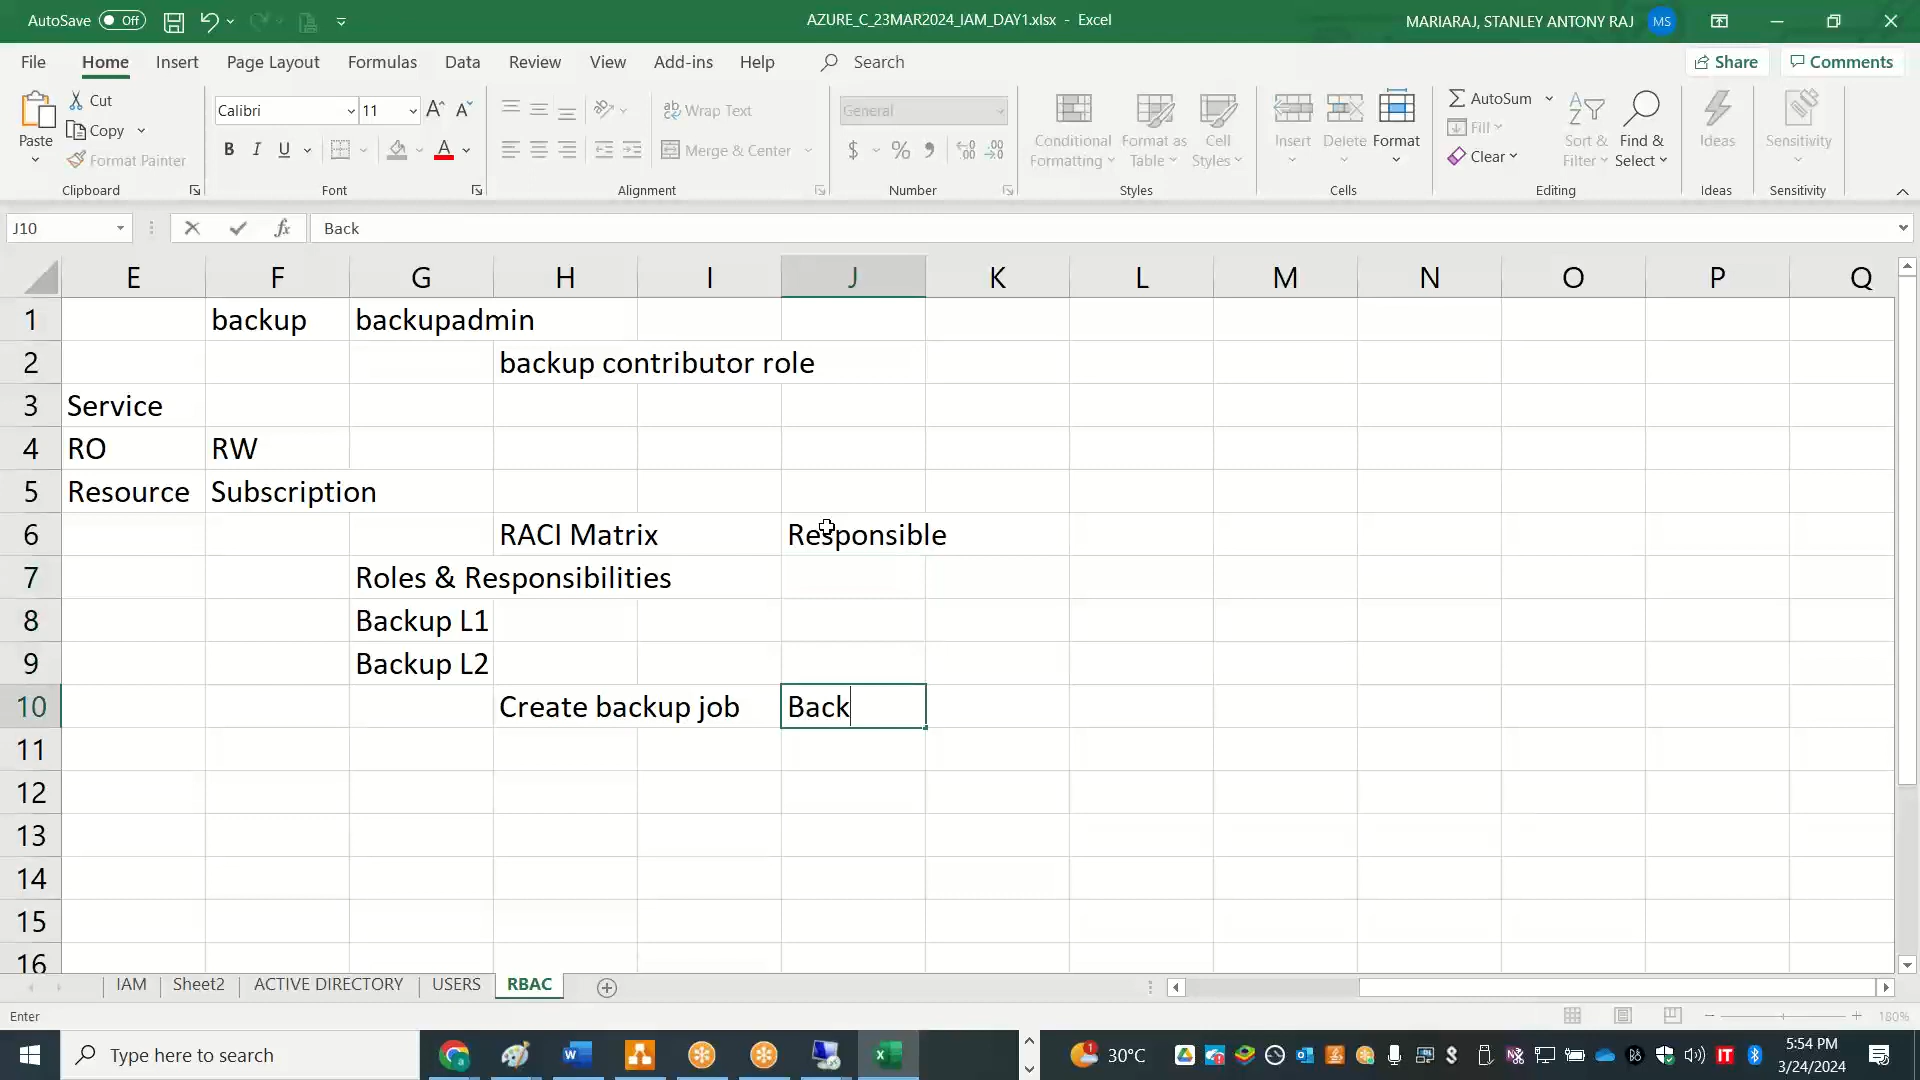 AutoSave Off
AZURE_C_23MAR2024_IAM_DAY1.xlsx - Excel
MARIARAJ, STANLEY ANTONY RAJ MS
File Home Insert Page Layout Formulas Data Review View Add-ins Help Search
Share Comments
Paste
Cut
Copy
Format Painter
Calibri 11
Wrap Text
Merge & Center
General
Conditional Formatting
Format as Table
Cell Styles
Insert Delete Format
AutoSum
Fill
Clear
Sort & Filter
Find & Select
Ideas
Sensitivity
Clipboard Font Alignment Number Styles Cells Editing Ideas Sensitivity
J10 fx Back
E F G H I J K L M N O P Q
1 backup backupadmin
2 backup contributor role
3 Service
4 RO RW
5 Resource Subscription
6 RACI Matrix Responsible
7 Roles & Responsibilities
8 Backup L1
9 Backup L2
10 Create backup job Back
11
12
13
14
15
16
IAM Sheet2 ACTIVE DIRECTORY USERS RBAC
Enter
180%
Type here to search
30°C
5:54 PM
3/24/2024